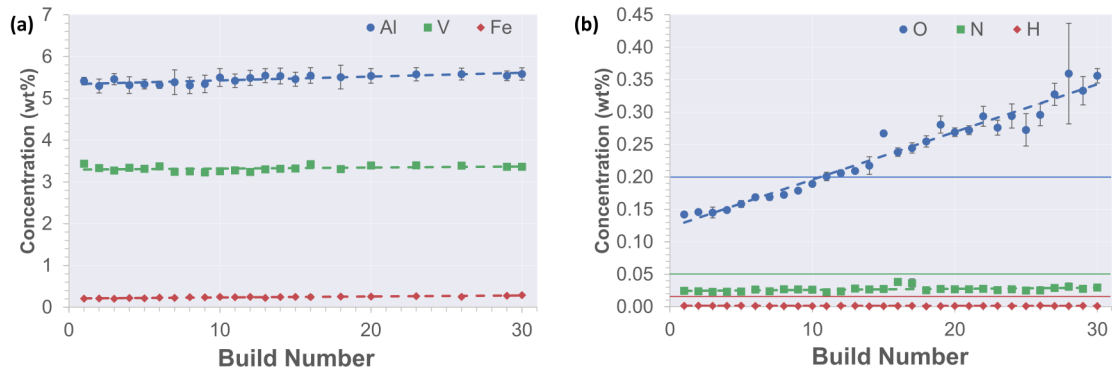 (a)
Al V Fe
Concentration (wt%)
7
6
5
4
3
2
1
0
0 10 20 30
Build Number
(b)
O N H
Concentration (wt%)
0.45
0.40
0.35
0.30
0.25
0.20
0.15
0.10
0.05
0.00
0 10 20 30
Build Number